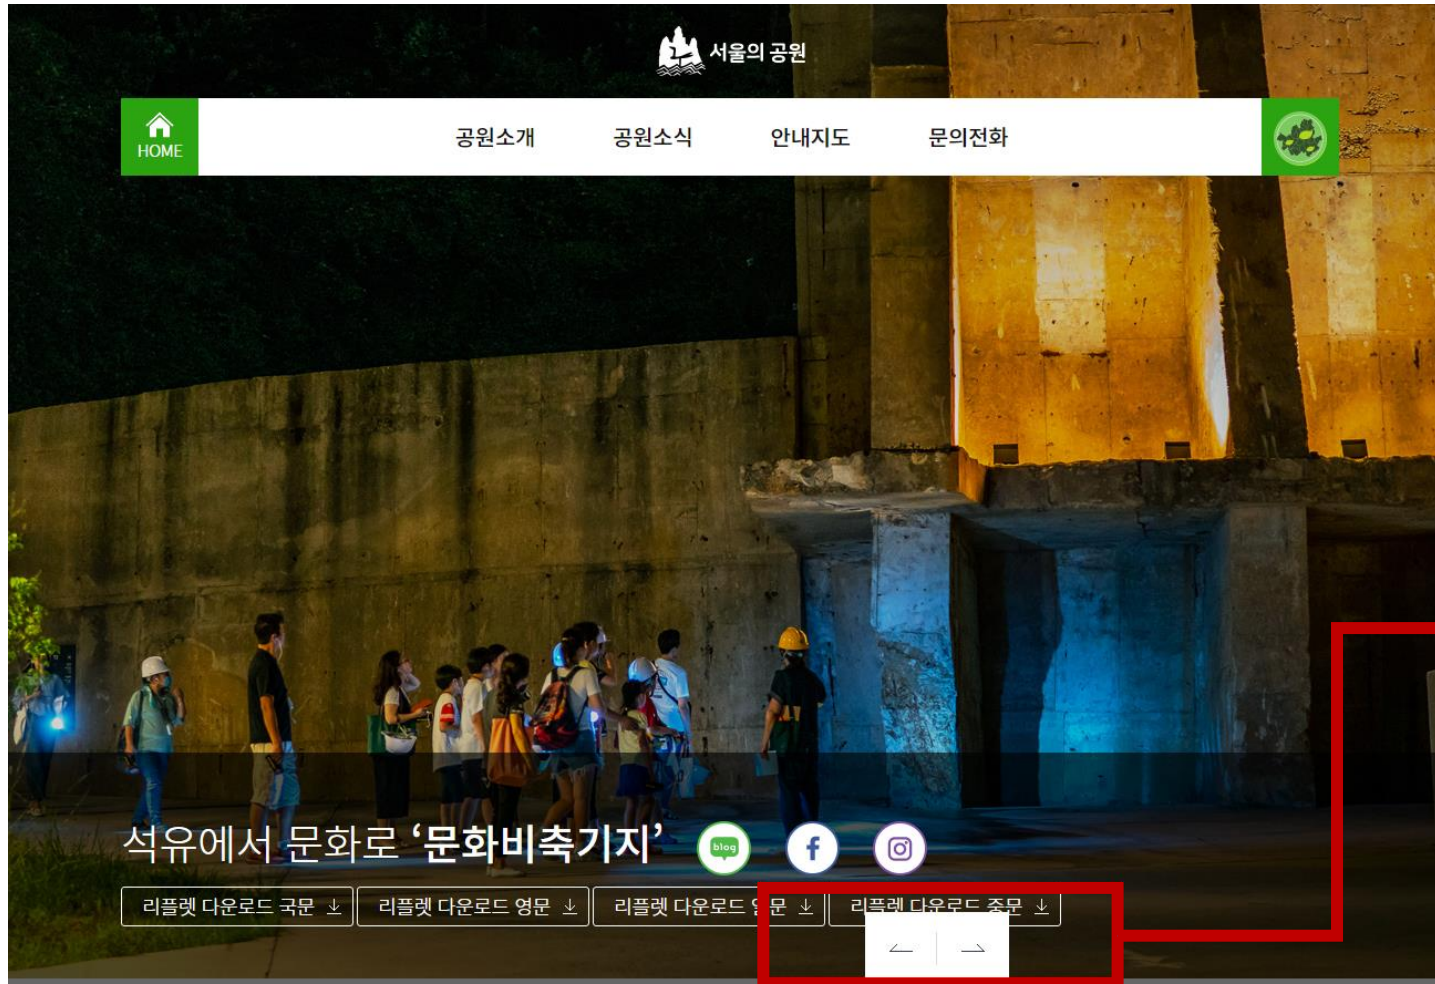 서울의 공원
HOME
공원소개 공원소식 안내지도 문의전화
석유에서 문화로 ‘문화비축기지’ blog
리플렛 다운로드 국문 리플렛 다운로드 영문 리플렛 다운로드 일문 리플렛 다운로드 중문